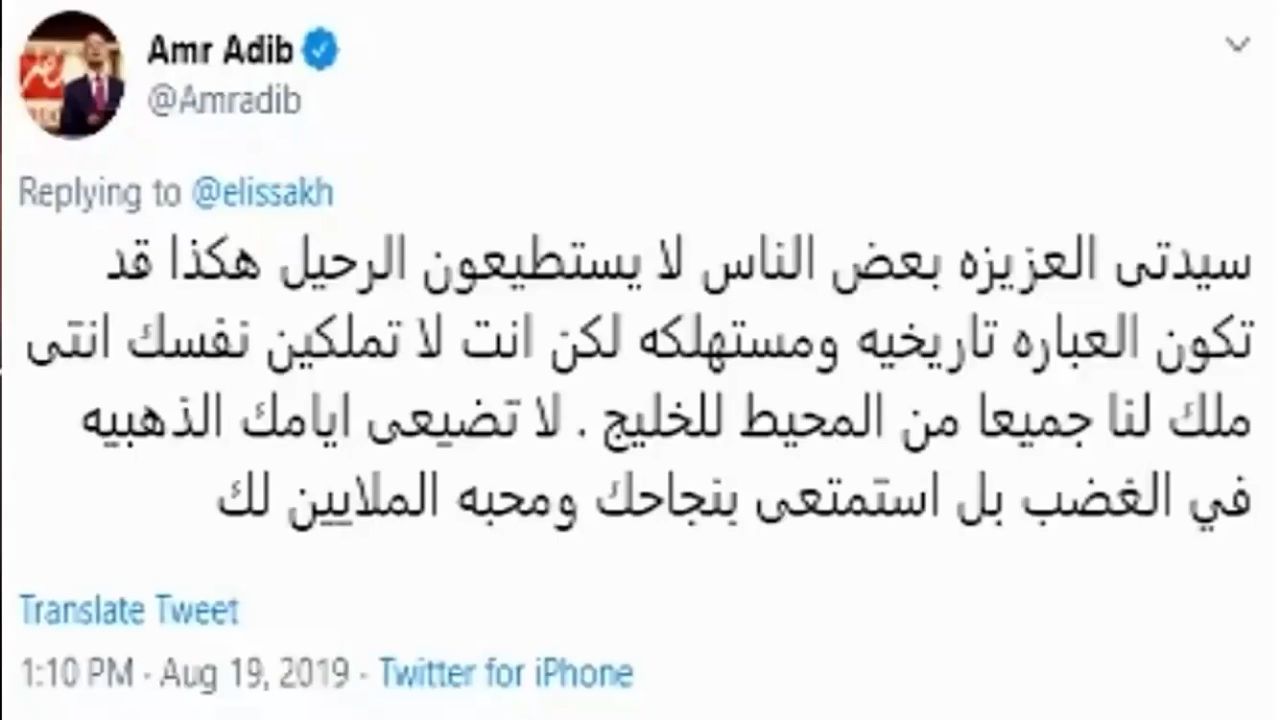 Amr Adib
@Amradib
Replying to @elissakh
سيدتى العزيزه بعض الناس لا يستطيعون الرحيل هكذا قد
تكون العباره تاريخيه ومستهلكه لكن انت لا تملكين نفسك انتى
ملك لنا جميعا من المحيط للخليج . لا تضيعى ايامك الذهبيه
في الغضب بل استمتعى بنجاحك ومحبه الملايين لك
Translate Tweet
1:10 PM · Aug 19, 2019 · Twitter for iPhone